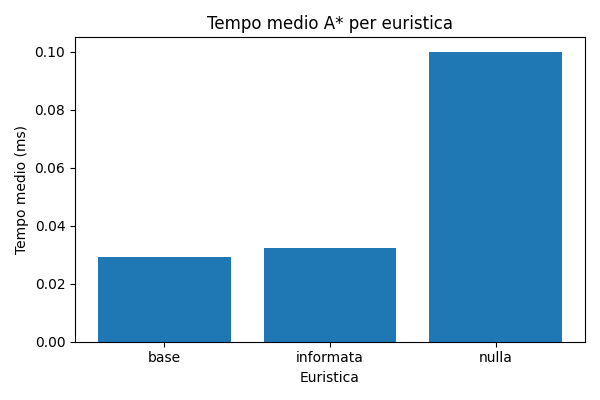 Tempo medio A* per euristica
Tempo medio (ms)
0.10
0.08
0.06
0.04
0.02
0.00
base informata nulla
Euristica